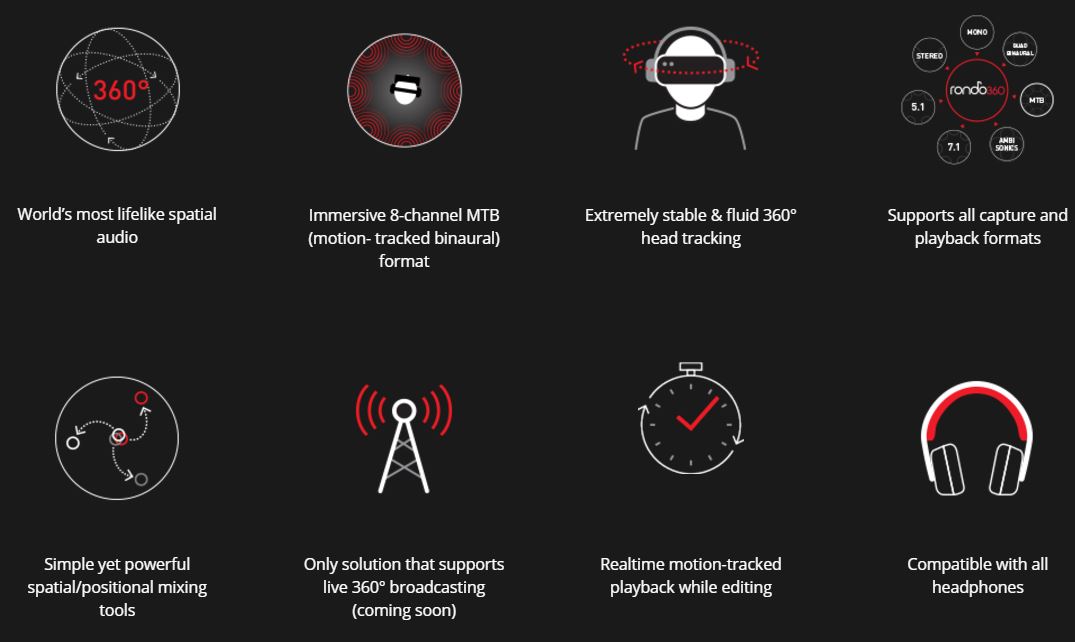 360°
MONO
STEREO
QUAD
BINAURAL
rondo360
5.1
MTB
7.1
AMBI
SONICS
World’s most lifelike spatial
audio
Immersive 8-channel MTB
(motion- tracked binaural)
format
Extremely stable & fluid 360°
head tracking
Supports all capture and
playback formats
Simple yet powerful
spatial/positional mixing
tools
Only solution that supports
live 360° broadcasting
(coming soon)
Realtime motion-tracked
playback while editing
Compatible with all
headphones